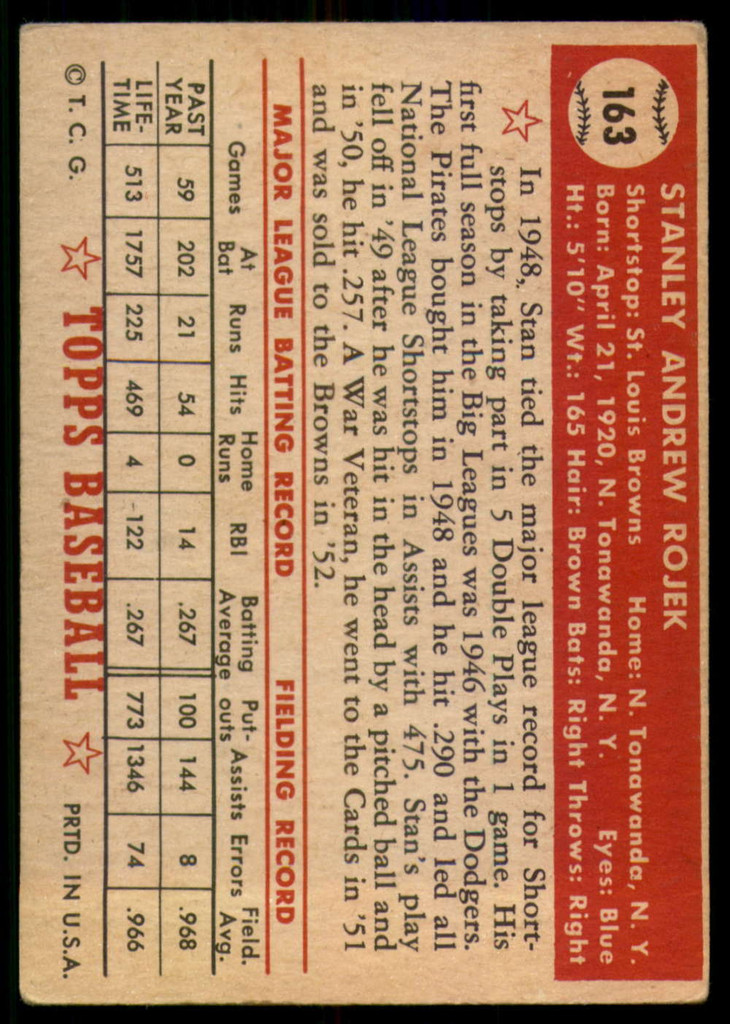 163
STANLEY ANDREW ROJEK
Shortstop: St. Louis Browns Home: N. Tonawanda, N. Y.
Born: April 21, 1920, N. Tonawanda, N. Y. Eyes: Blue
Ht.: 5'10" Wt.: 165 Hair: Brown Bats: Right Throws: Right
In 1948, Stan tied the major league record for Short-
stops by taking part in 5 Double Plays in 1 game. His
first full season in the Big Leagues was 1946 with the Dodgers.
The Pirates bought him in 1948 and he hit .290 and led all
National League Shortstops in Assists with 475. Stan's play
fell off in '49 after he was hit in the head by a pitched ball and
in '50, he hit .257. A War Veteran, he went to the Cards in '51
and was sold to the Browns in '52.
MAJOR LEAGUE BATTING RECORD FIELDING RECORD
Games At Bat Runs Hits Home Runs RBI Batting Average Put-outs Assists Errors Field. Avg.
PAST YEAR 59 202 21 54 0 14 .267 100 144 8 .968
LIFE-TIME 513 1757 225 469 4 122 .267 773 1346 74 .966
© T. C. G. TOPPS BASEBALL PRTD. IN U.S.A.